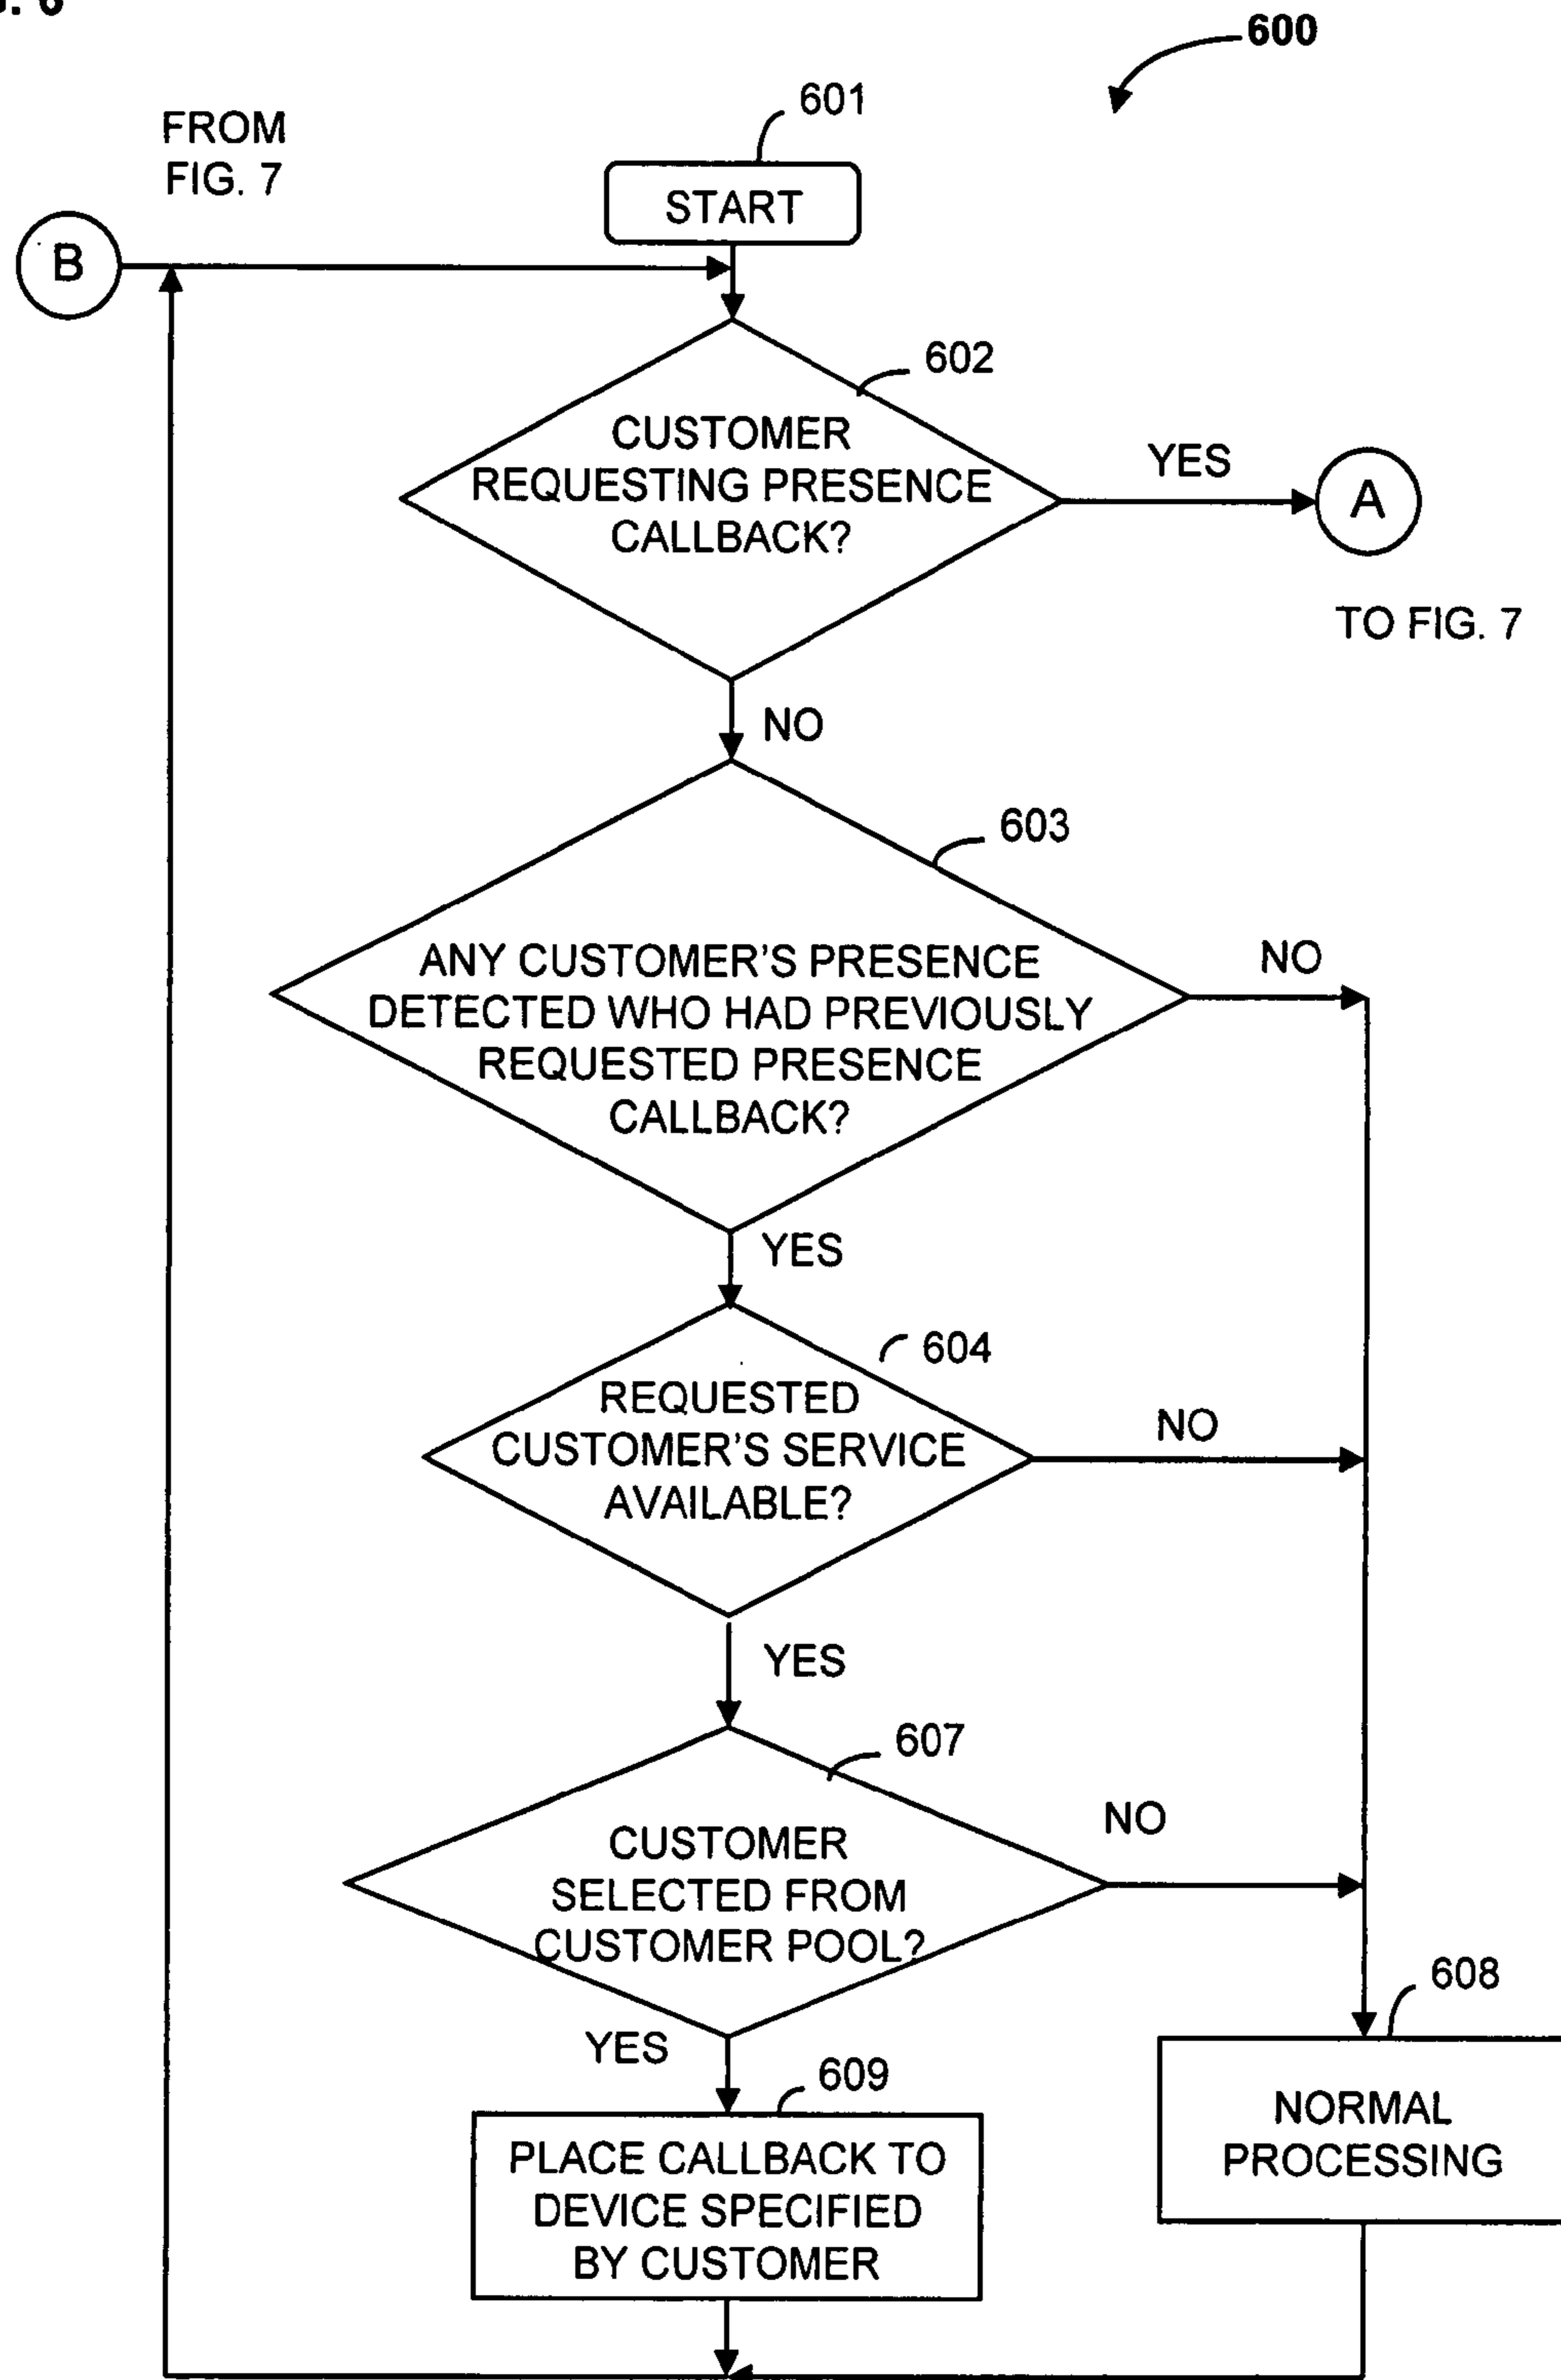 600
601
FROM
FIG. 7
START
B
602
CUSTOMER
REQUESTING PRESENCE
CALLBACK?
YES
A
TO FIG. 7
NO
603
ANY CUSTOMER'S PRESENCE
DETECTED WHO HAD PREVIOUSLY
REQUESTED PRESENCE
CALLBACK?
NO
YES
604
REQUESTED
CUSTOMER'S SERVICE
AVAILABLE?
NO
YES
607
CUSTOMER
SELECTED FROM
CUSTOMER POOL?
NO
YES
608
609
PLACE CALLBACK TO
DEVICE SPECIFIED
BY CUSTOMER
NORMAL
PROCESSING